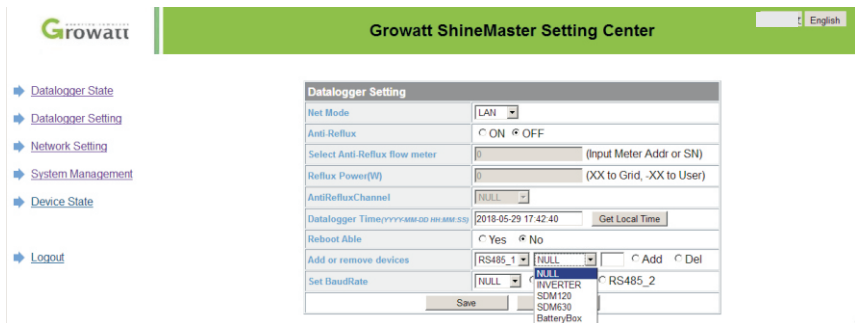 Growatt
Growatt ShineMaster Setting Center
English
Datalogger State
Datalogger Setting
Network Setting
System Management
Device State
Logout
Datalogger Setting
Net Mode LAN
Anti-Reflux ON OFF
Select Anti-Reflux flow meter 0 (Input Meter Addr or SN)
Reflux Power(W) 0 (XX to Grid, -XX to User)
AntiRefluxChannel NULL
Datalogger Time(YYYY-MM-DD HH:MM:SS) 2018-05-29 17:42:40 Get Local Time
Reboot Able Yes No
Add or remove devices RS485_1 NULL Add Del
NULL
INVERTER
SDM120
SDM630
BatteryBox
Set BaudRate NULL RS485_2
Save